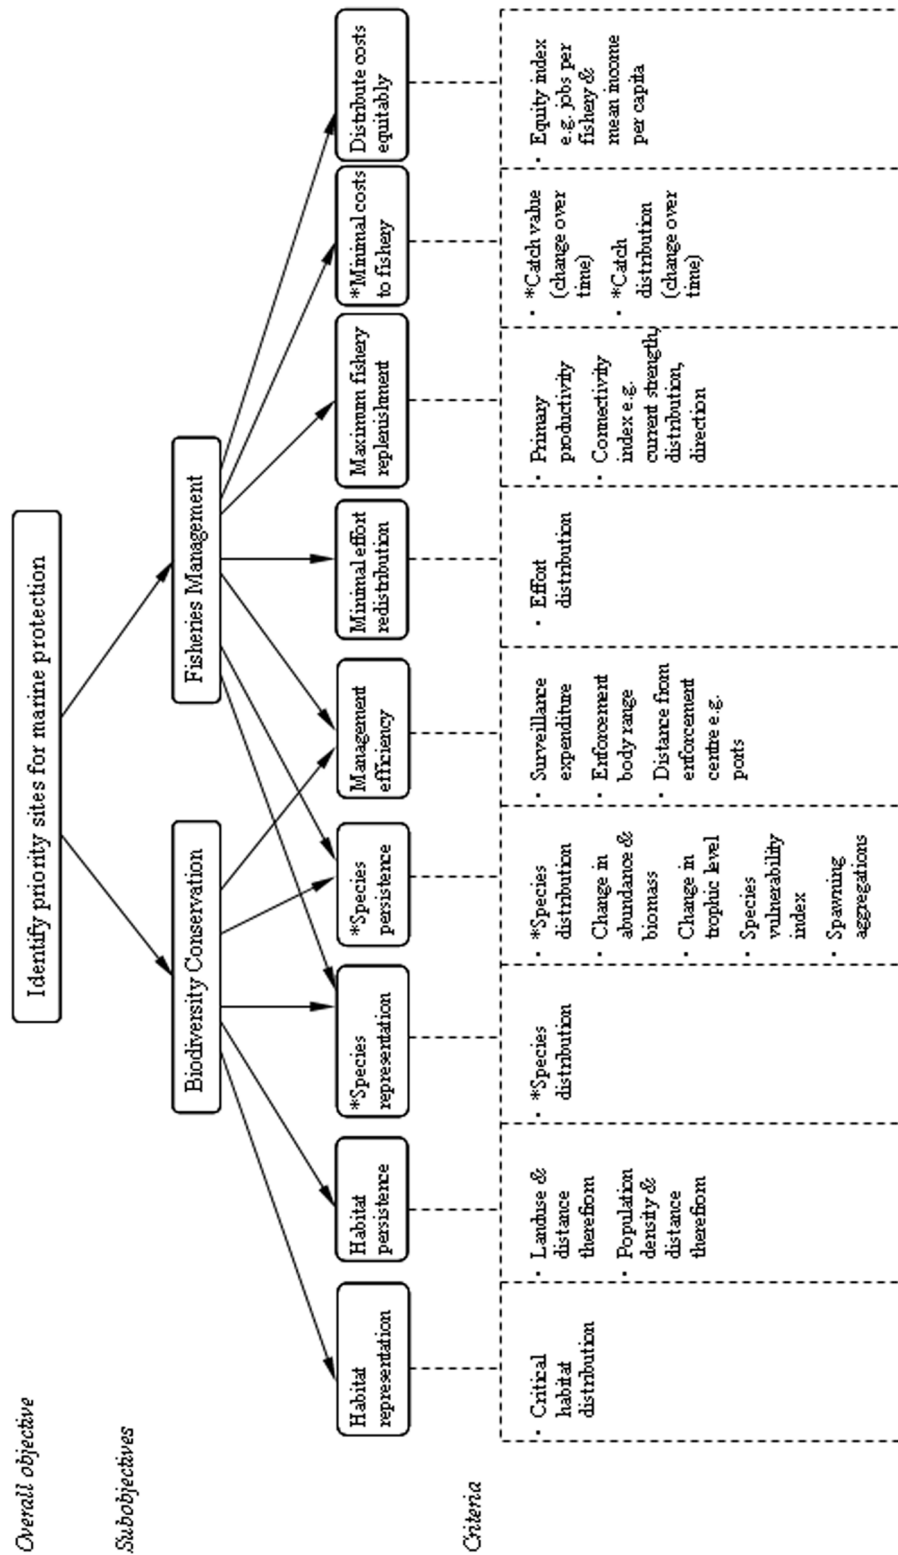 Overall objective
Identify priority sites for marine protection
Subobjectives
Biodiversity Conservation
Fisheries Management
Habitat
representation
Habitat
persistence
*Species
representation
*Species
persistence
Management
efficiency
Minimal effort
redistribution
Maximum fishery
replenishment
*Minimal costs
to fishery
Distribute costs
equitably
Criteria
· Critical
habitat
distribution
· Landuse &
distance
therefrom
· Population
density &
distance
therefrom
· *Species
distribution
· *Species
distribution
· Change in
abundance &
biomass
· Change in
trophic level
· Species
vulnerability
index
· Spawning
aggregations
· Surveillance
expenditure
· Enforcement
body range
· Distance from
enforcement
centre e.g.
ports
· Effort
distribution
· Primary
productivity
· Connectivity
index e.g.
current strength,
distribution,
direction
· *Catch value
(change over
time)
· *Catch
distribution
(change over
time)
· Equity index
e.g. jobs per
fishery &
mean income
per capita